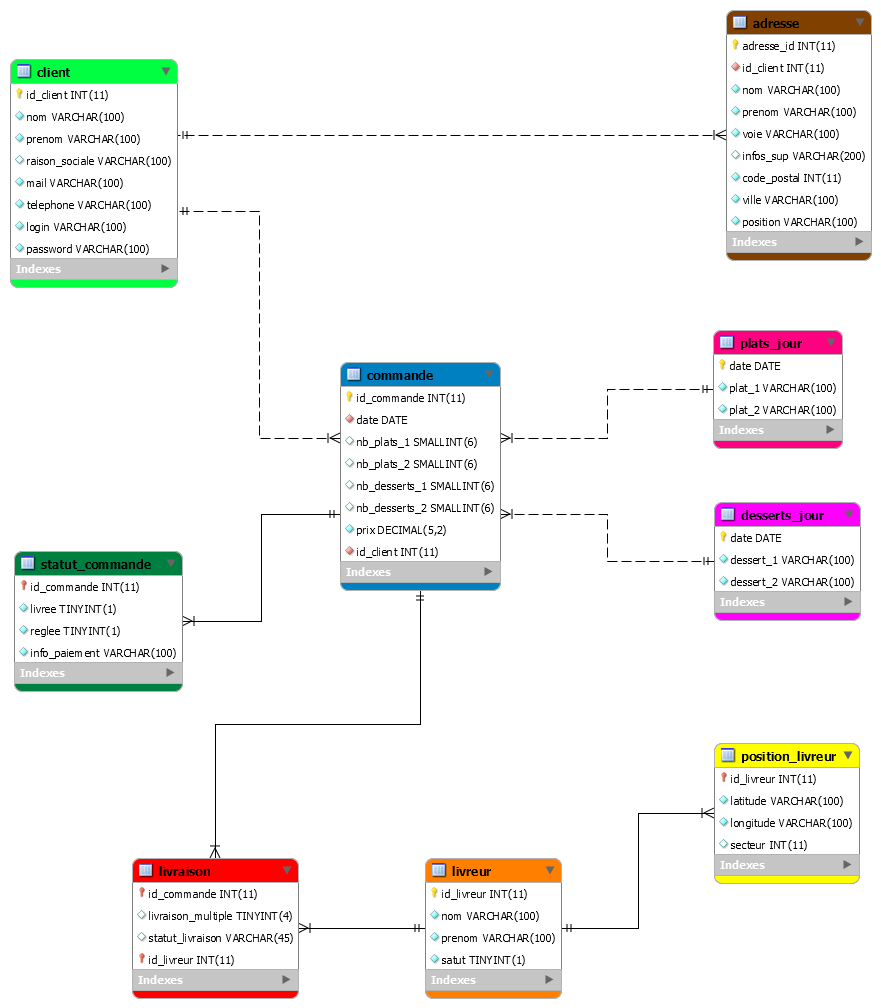 client
id_client INT(11)
nom VARCHAR(100)
prenom VARCHAR(100)
raison_sociale VARCHAR(100)
mail VARCHAR(100)
telephone VARCHAR(100)
login VARCHAR(100)
password VARCHAR(100)
Indexes
adresse
adresse_id INT(11)
id_client INT(11)
nom VARCHAR(100)
prenom VARCHAR(100)
voie VARCHAR(100)
infos_sup VARCHAR(200)
code_postal INT(11)
ville VARCHAR(100)
position VARCHAR(100)
Indexes
commande
id_commande INT(11)
date DATE
nb_plats_1 SMALLINT(6)
nb_plats_2 SMALLINT(6)
nb_desserts_1 SMALLINT(6)
nb_desserts_2 SMALLINT(6)
prix DECIMAL(5,2)
id_client INT(11)
Indexes
plats_jour
date DATE
plat_1 VARCHAR(100)
plat_2 VARCHAR(100)
Indexes
desserts_jour
date DATE
dessert_1 VARCHAR(100)
dessert_2 VARCHAR(100)
Indexes
statut_commande
id_commande INT(11)
livree TINYINT(1)
reglee TINYINT(1)
info_paiement VARCHAR(100)
Indexes
position_livreur
id_livreur INT(11)
latitude VARCHAR(100)
longitude VARCHAR(100)
secteur INT(11)
Indexes
livraison
id_commande INT(11)
livraison_multiple TINYINT(4)
statut_livraison VARCHAR(45)
id_livreur INT(11)
Indexes
livreur
id_livreur INT(11)
nom VARCHAR(100)
prenom VARCHAR(100)
satut TINYINT(1)
Indexes